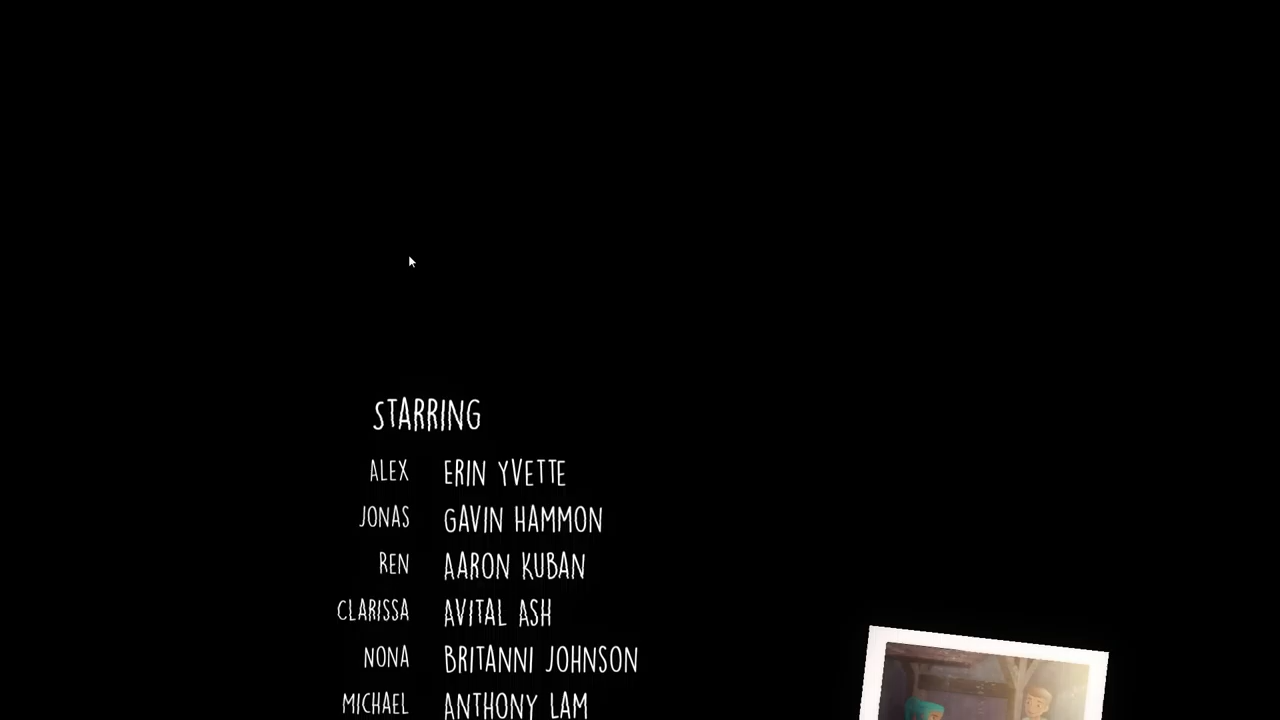 STARRING
ALEX ERIN YVETTE
JONAS GAVIN HAMMON
REN AARON KUBAN
CLARISSA AVITAL ASH
NONA BRITANNI JOHNSON
MICHAEL ANTHONY LAM